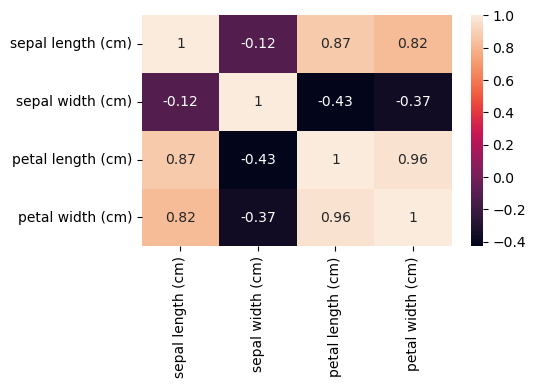 sepal length (cm) 1 -0.12 0.87 0.82
sepal width (cm) -0.12 1 -0.43 -0.37
petal length (cm) 0.87 -0.43 1 0.96
petal width (cm) 0.82 -0.37 0.96 1
sepal length (cm)
sepal width (cm)
petal length (cm)
petal width (cm)
1.0
0.8
0.6
0.4
0.2
0.0
−0.2
−0.4